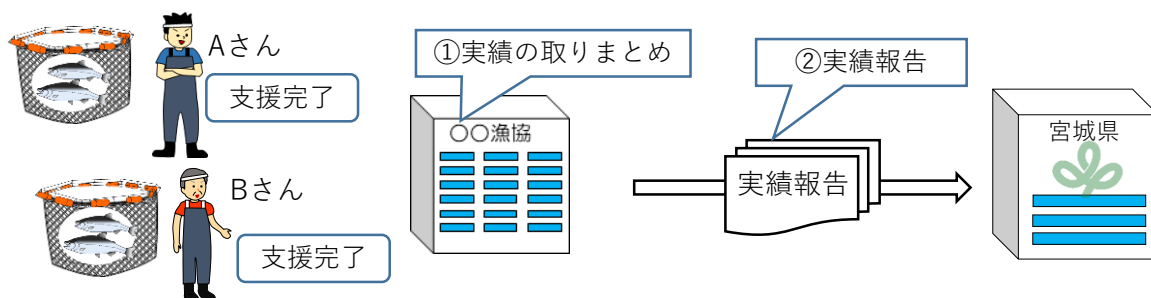 Aさん
支援完了
Bさん
支援完了
①実績の取りまとめ
〇〇漁協
②実績報告
実績報告
宮城県